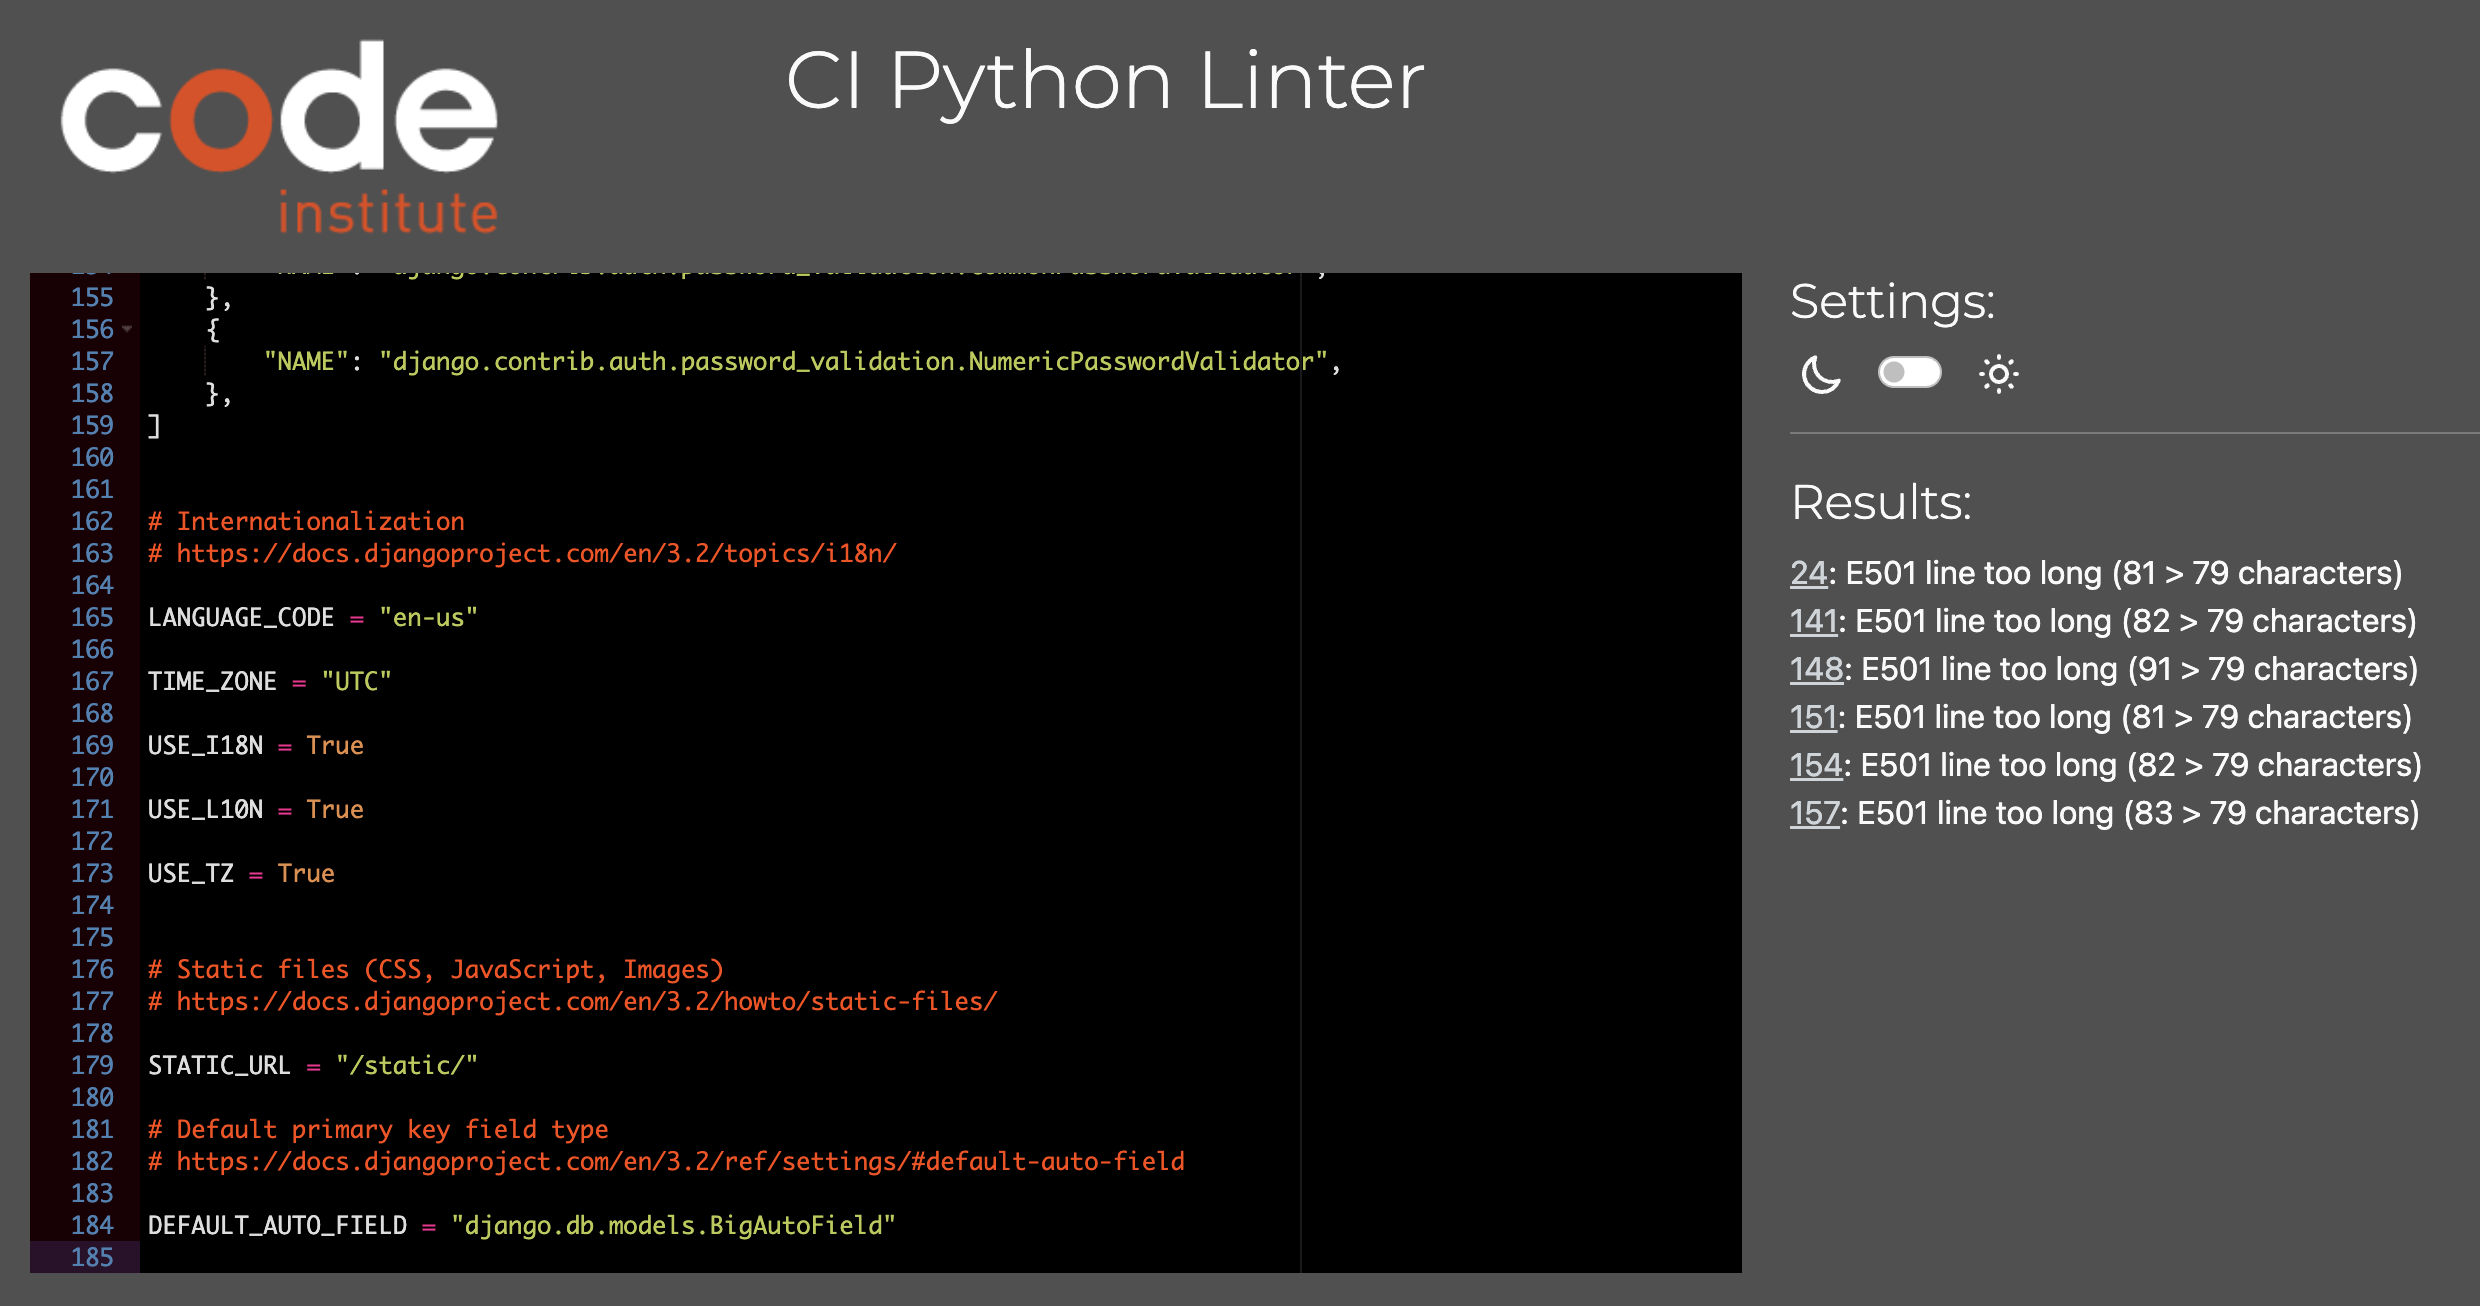 code
institute
CI Python Linter
"NAME": "django.contrib.auth.password_validation.CommonPasswordValidator",
155 },
156 {
157 "NAME": "django.contrib.auth.password_validation.NumericPasswordValidator",
158 },
159 ]
160
161
162 # Internationalization
163 # https://docs.djangoproject.com/en/3.2/topics/i18n/
164
165 LANGUAGE_CODE = "en-us"
166
167 TIME_ZONE = "UTC"
168
169 USE_I18N = True
170
171 USE_L10N = True
172
173 USE_TZ = True
174
175
176 # Static files (CSS, JavaScript, Images)
177 # https://docs.djangoproject.com/en/3.2/howto/static-files/
178
179 STATIC_URL = "/static/"
180
181 # Default primary key field type
182 # https://docs.djangoproject.com/en/3.2/ref/settings/#default-auto-field
183
184 DEFAULT_AUTO_FIELD = "django.db.models.BigAutoField"
185
Settings:
Results:
24: E501 line too long (81 > 79 characters)
141: E501 line too long (82 > 79 characters)
148: E501 line too long (91 > 79 characters)
151: E501 line too long (81 > 79 characters)
154: E501 line too long (82 > 79 characters)
157: E501 line too long (83 > 79 characters)